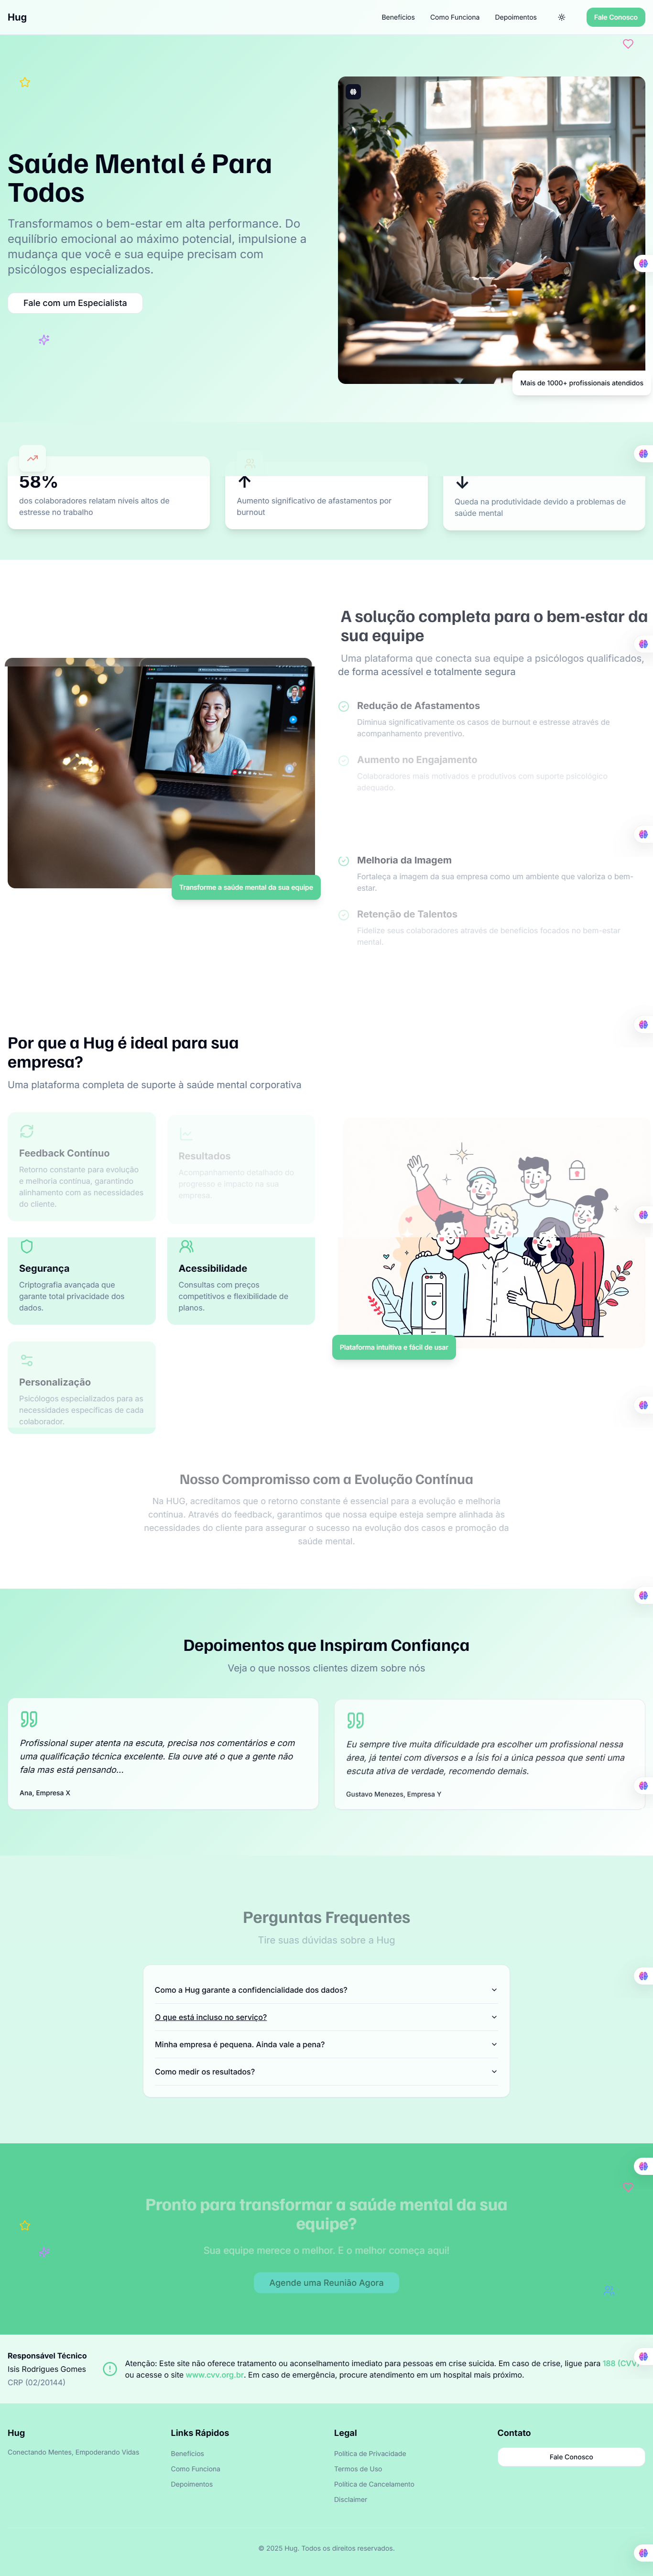 Hug
Benefícios
Como Funciona
Depoimentos
Fale Conosco
Saúde Mental é Para
Todos
Transformamos o bem-estar em alta performance. Do
equilíbrio emocional ao máximo potencial, impulsione a
mudança que você e sua equipe precisam com
psicólogos especializados.
Fale com um Especialista
Mais de 1000+ profissionais atendidos
58%
dos colaboradores relatam níveis altos de
estresse no trabalho
Aumento significativo de afastamentos por
burnout
Queda na produtividade devido a problemas de
saúde mental
A solução completa para o bem-estar da
sua equipe
Uma plataforma que conecta sua equipe a psicólogos qualificados,
de forma acessível e totalmente segura
Redução de Afastamentos
Diminua significativamente os casos de burnout e estresse através de
acompanhamento preventivo.
Aumento no Engajamento
Colaboradores mais motivados e produtivos com suporte psicológico
adequado.
Melhoria da Imagem
Fortaleça a imagem da sua empresa como um ambiente que valoriza o bem-
estar.
Retenção de Talentos
Fidelize seus colaboradores através de benefícios focados no bem-estar
mental.
Transforme a saúde mental da sua equipe
Por que a Hug é ideal para sua
empresa?
Uma plataforma completa de suporte à saúde mental corporativa
Feedback Contínuo
Retorno constante para evolução
e melhoria contínua, garantindo
alinhamento com as necessidades
do cliente.
Resultados
Acompanhamento detalhado do
progresso e impacto na sua
empresa.
Segurança
Criptografia avançada que
garante total privacidade dos
dados.
Acessibilidade
Consultas com preços
competitivos e flexibilidade de
planos.
Personalização
Psicólogos especializados para as
necessidades específicas de cada
colaborador.
Plataforma intuitiva e fácil de usar
Nosso Compromisso com a Evolução Contínua
Na HUG, acreditamos que o retorno constante é essencial para a evolução e melhoria
contínua. Através do feedback, garantimos que nossa equipe esteja sempre alinhada às
necessidades do cliente para assegurar o sucesso na evolução dos casos e promoção da
saúde mental.
Depoimentos que Inspiram Confiança
Veja o que nossos clientes dizem sobre nós
Profissional super atenta na escuta, precisa nos comentários e com
uma qualificação técnica excelente. Ela ouve até o que a gente não
fala mas está pensando...
Ana, Empresa X
Eu sempre tive muita dificuldade pra escolher um profissional nessa
área, já tentei com diversos e a Ísis foi a única pessoa que senti uma
escuta ativa de verdade, recomendo demais.
Gustavo Menezes, Empresa Y
Perguntas Frequentes
Tire suas dúvidas sobre a Hug
Como a Hug garante a confidencialidade dos dados?
O que está incluso no serviço?
Minha empresa é pequena. Ainda vale a pena?
Como medir os resultados?
Pronto para transformar a saúde mental da sua
equipe?
Sua equipe merece o melhor. E o melhor começa aqui!
Agende uma Reunião Agora
Responsável Técnico
Isis Rodrigues Gomes
CRP (02/20144)
Atenção: Este site não oferece tratamento ou aconselhamento imediato para pessoas em crise suicida. Em caso de crise, ligue para 188 (CVV)
ou acesse o site www.cvv.org.br. Em caso de emergência, procure atendimento em um hospital mais próximo.
Hug
Conectando Mentes, Empoderando Vidas
Links Rápidos
Benefícios
Como Funciona
Depoimentos
Legal
Política de Privacidade
Termos de Uso
Política de Cancelamento
Disclaimer
Contato
Fale Conosco
© 2025 Hug. Todos os direitos reservados.